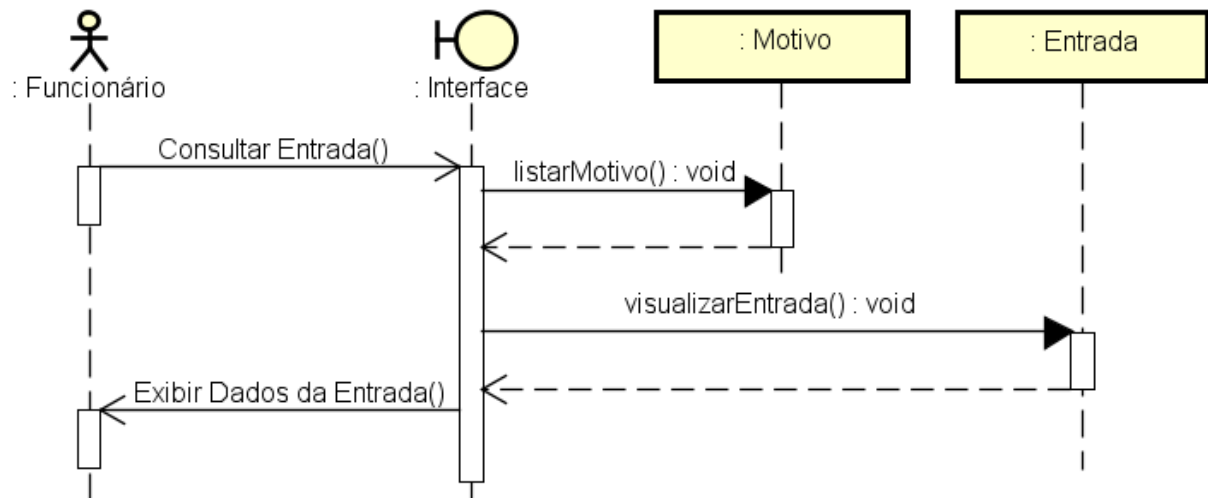 : Funcionário
: Interface
: Motivo
: Entrada
Consultar Entrada()
listarMotivo() : void
visualizarEntrada() : void
Exibir Dados da Entrada()